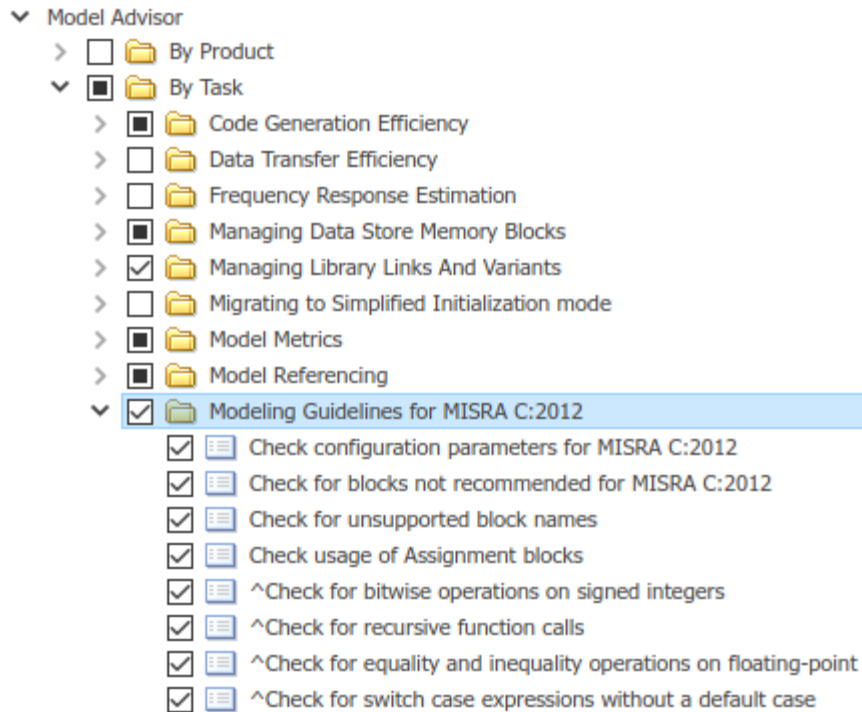 Model Advisor
By Product
By Task
Code Generation Efficiency
Data Transfer Efficiency
Frequency Response Estimation
Managing Data Store Memory Blocks
Managing Library Links And Variants
Migrating to Simplified Initialization mode
Model Metrics
Model Referencing
Modeling Guidelines for MISRA C:2012
Check configuration parameters for MISRA C:2012
Check for blocks not recommended for MISRA C:2012
Check for unsupported block names
Check usage of Assignment blocks
^Check for bitwise operations on signed integers
^Check for recursive function calls
^Check for equality and inequality operations on floating-point
^Check for switch case expressions without a default case